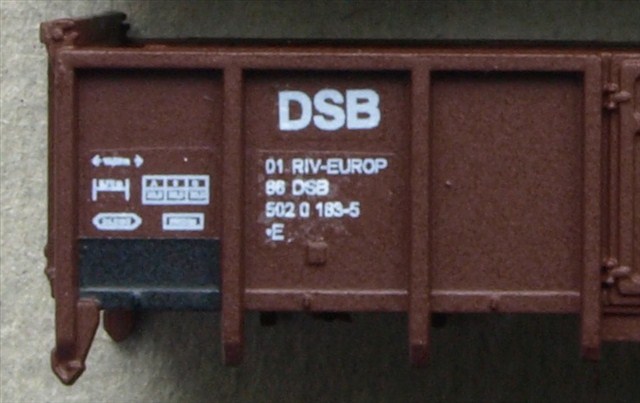 DSB
01 RIV-EUROP
86 DSB
502 0 183-5
E
A B C